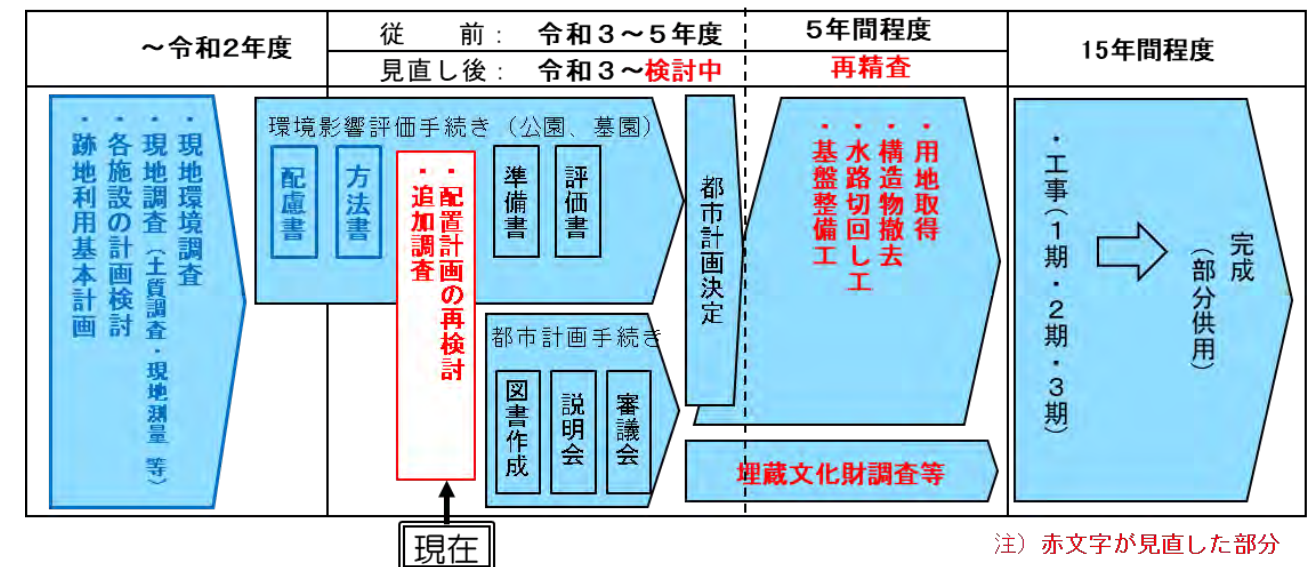 ～令和2年度
従　　前：　令和３～５年度
見直し後：　令和３～検討中
5年間程度
再精査
15年間程度
・現地環境調査
・現地調査（土質調査・現地測量 等）
・各施設の計画検討
・跡地利用基本計画
環境影響評価手続き（公園、墓園）
配慮書
方法書
・配置計画の再検討
・追加調査
準備書
評価書
都市計画手続き
図書作成
説明会
審議会
都市計画決定
・用地取得
・構造物撤去
・水路切回し工
・基盤整備工
埋蔵文化財調査等
・工事（１期・２期・３期）
完成
（部分供用）
現在
注）赤文字が見直した部分